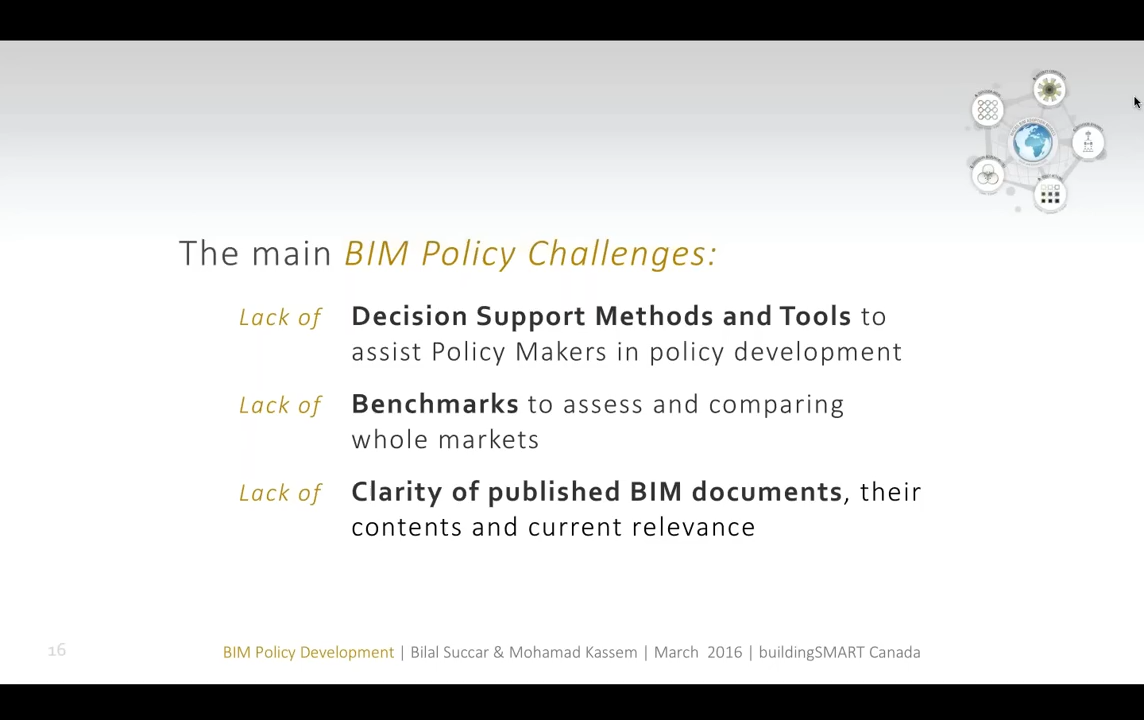 The main BIM Policy Challenges:
Lack of Decision Support Methods and Tools to
assist Policy Makers in policy development
Lack of Benchmarks to assess and comparing
whole markets
Lack of Clarity of published BIM documents, their
contents and current relevance
16 BIM Policy Development | Bilal Succar & Mohamad Kassem | March 2016 | buildingSMART Canada